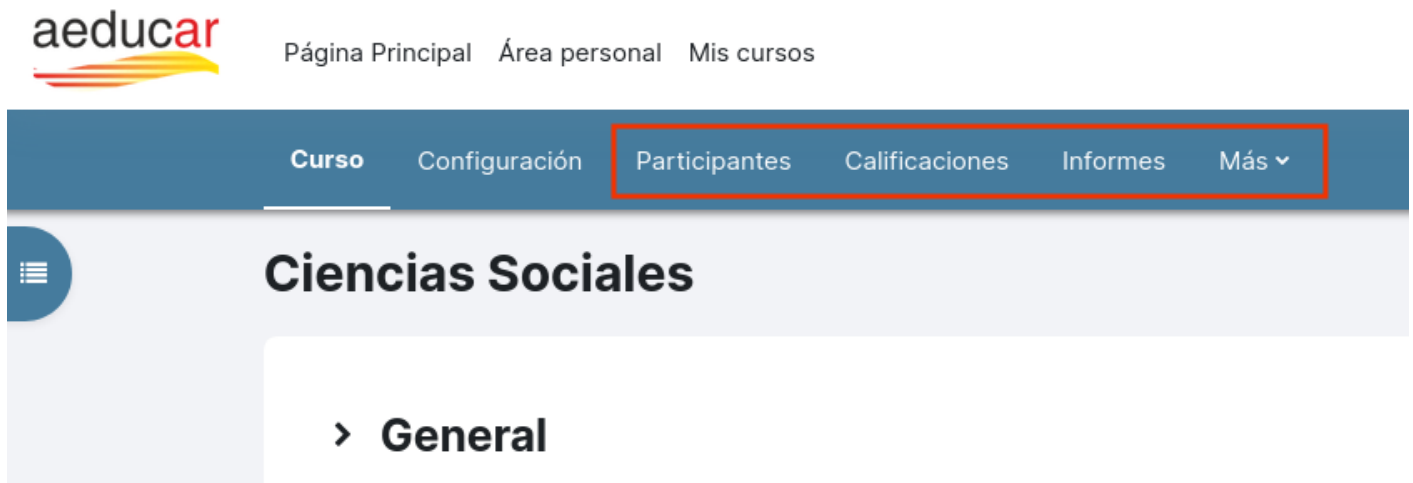 aeducar
Página Principal Área personal Mis cursos
Curso Configuración Participantes Calificaciones Informes Más
Ciencias Sociales
General